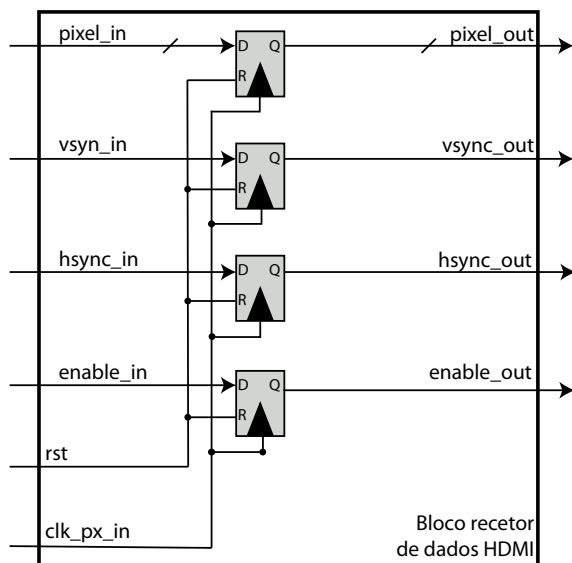 pixel_in
pixel_out
D Q
R
vsyn_in
vsync_out
D Q
R
hsync_in
hsync_out
D Q
R
enable_in
enable_out
D Q
R
rst
clk_px_in
Bloco recetor
de dados HDMI